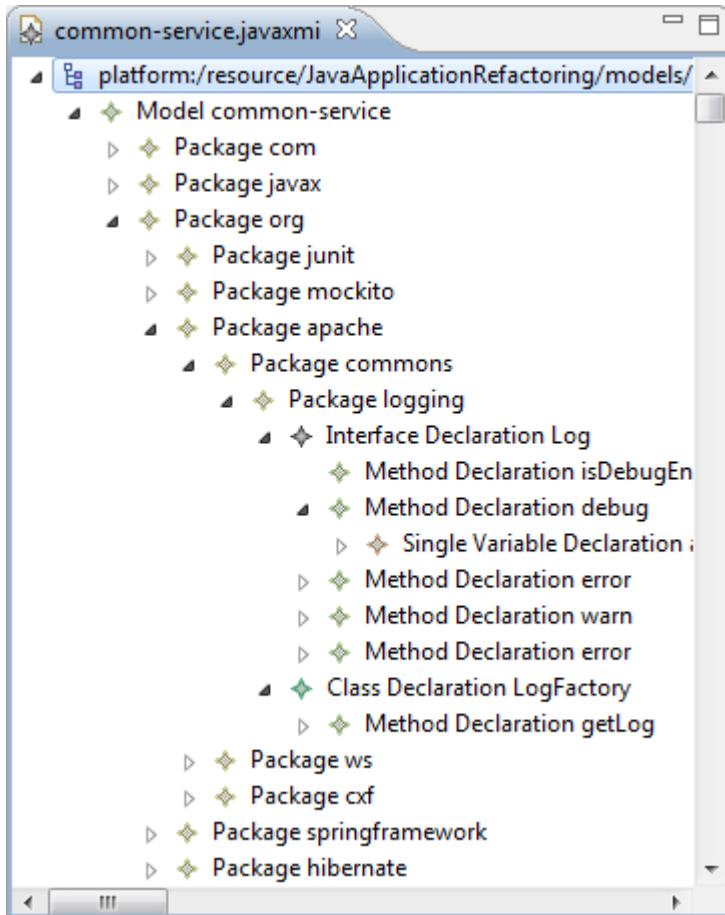 common-service.javaxmi
platform:/resource/JavaApplicationRefactoring/models/
Model common-service
Package com
Package javax
Package org
Package junit
Package mockito
Package apache
Package commons
Package logging
Interface Declaration Log
Method Declaration isDebugEn
Method Declaration debug
Single Variable Declaration a
Method Declaration error
Method Declaration warn
Method Declaration error
Class Declaration LogFactory
Method Declaration getLog
Package ws
Package cxf
Package springframework
Package hibernate